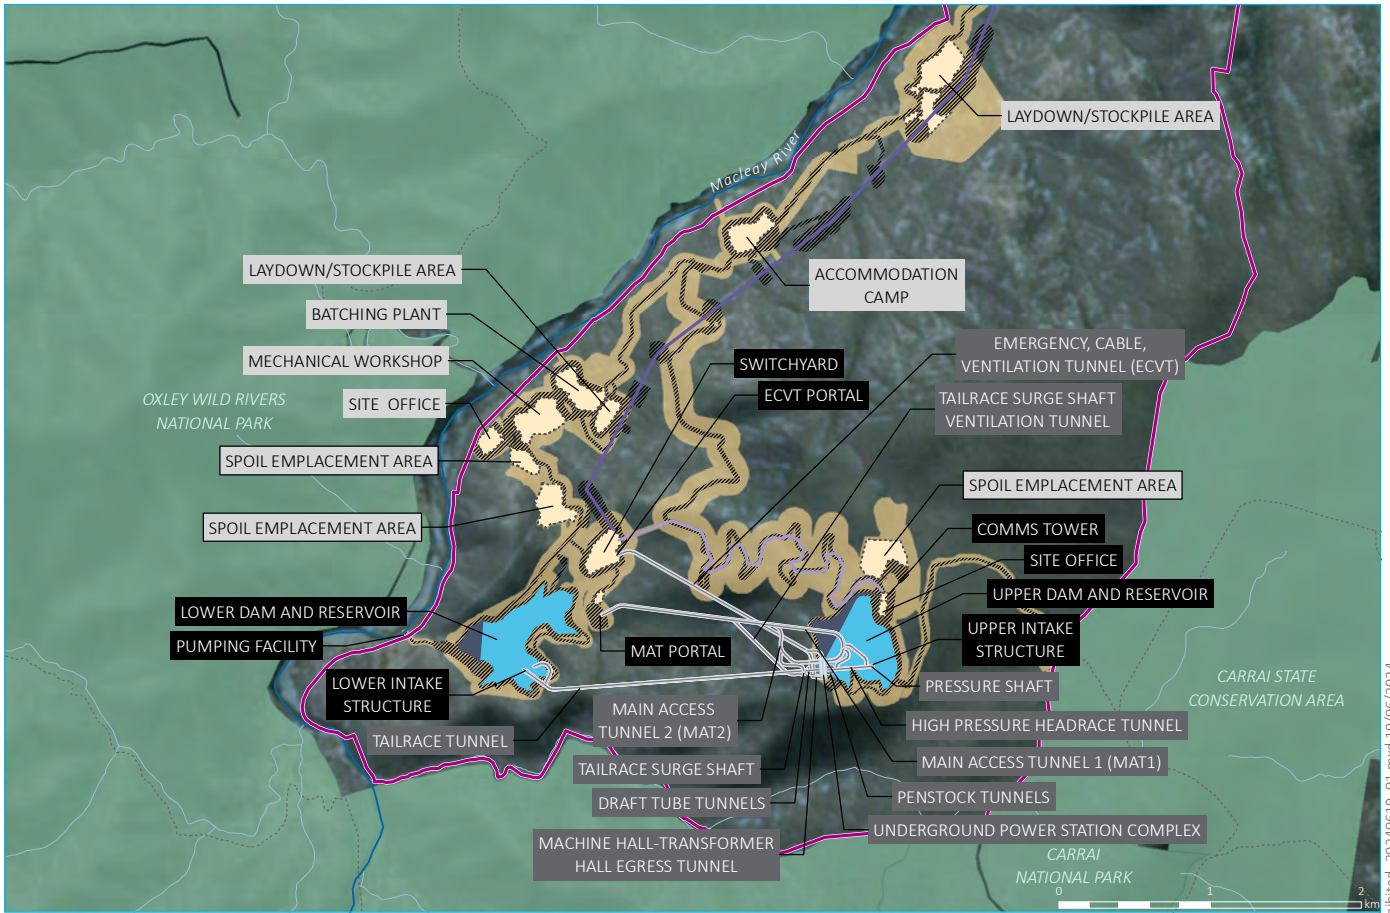 LAYDOWN/STOCKPILE AREA
Macleay River
LAYDOWN/STOCKPILE AREA
ACCOMMODATION
CAMP
BATCHING PLANT
MECHANICAL WORKSHOP
SWITCHYARD
EMERGENCY, CABLE,
VENTILATION TUNNEL (ECVT)
ECVT PORTAL
SITE OFFICE
TAILRACE SURGE SHAFT
VENTILATION TUNNEL
OXLEY WILD RIVERS
NATIONAL PARK
SPOIL EMPLACEMENT AREA
SPOIL EMPLACEMENT AREA
SPOIL EMPLACEMENT AREA
COMMS TOWER
SITE OFFICE
UPPER DAM AND RESERVOIR
LOWER DAM AND RESERVOIR
PUMPING FACILITY
MAT PORTAL
UPPER INTAKE
STRUCTURE
LOWER INTAKE
STRUCTURE
PRESSURE SHAFT
CARRAI STATE
CONSERVATION AREA
MAIN ACCESS
TUNNEL 2 (MAT2)
HIGH PRESSURE HEADRACE TUNNEL
TAILRACE TUNNEL
MAIN ACCESS TUNNEL 1 (MAT1)
TAILRACE SURGE SHAFT
PENSTOCK TUNNELS
DRAFT TUBE TUNNELS
UNDERGROUND POWER STATION COMPLEX
MACHINE HALL-TRANSFORMER
HALL EGRESS TUNNEL
CARRAI
NATIONAL PARK
0 1 2
km